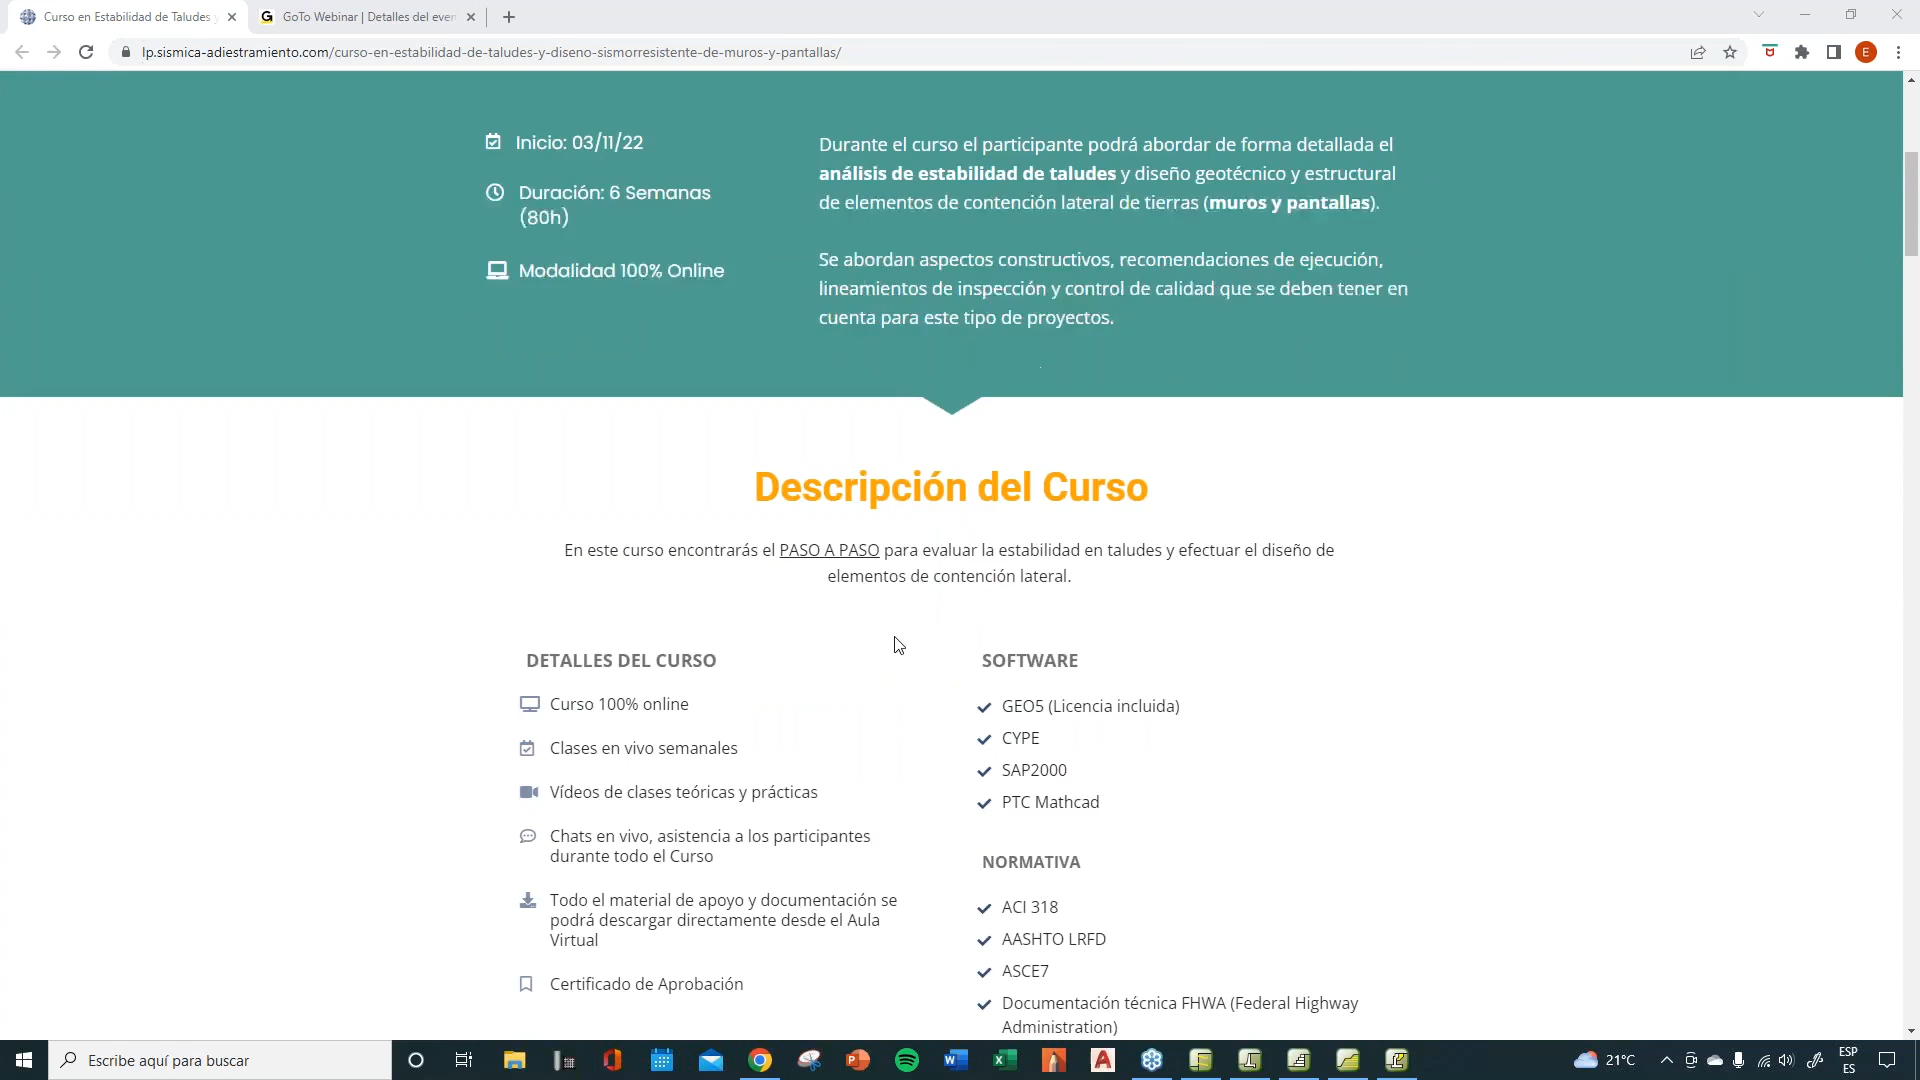 Curso en Estabilidad de Taludes y
GoTo Webinar | Detalles del even
lp.sismica-adiestramiento.com/curso-en-estabilidad-de-taludes-y-diseno-sismorresistente-de-muros-y-pantallas/
E
Inicio: 03/11/22
Duración: 6 Semanas
(80h)
Modalidad 100% Online
Durante el curso el participante podrá abordar de forma detallada el
análisis de estabilidad de taludes y diseño geotécnico y estructural
de elementos de contención lateral de tierras (muros y pantallas).
Se abordan aspectos constructivos, recomendaciones de ejecución,
lineamientos de inspección y control de calidad que se deben tener en
cuenta para este tipo de proyectos.
Descripción del Curso
En este curso encontrarás el PASO A PASO para evaluar la estabilidad en taludes y efectuar el diseño de
elementos de contención lateral.
DETALLES DEL CURSO
Curso 100% online
Clases en vivo semanales
Vídeos de clases teóricas y prácticas
Chats en vivo, asistencia a los participantes
durante todo el Curso
Todo el material de apoyo y documentación se
podrá descargar directamente desde el Aula
Virtual
Certificado de Aprobación
SOFTWARE
GEO5 (Licencia incluida)
CYPE
SAP2000
PTC Mathcad
NORMATIVA
ACI 318
AASHTO LRFD
ASCE7
Documentación técnica FHWA (Federal Highway
Administration)
Escribe aquí para buscar
21°C
ESP
ES